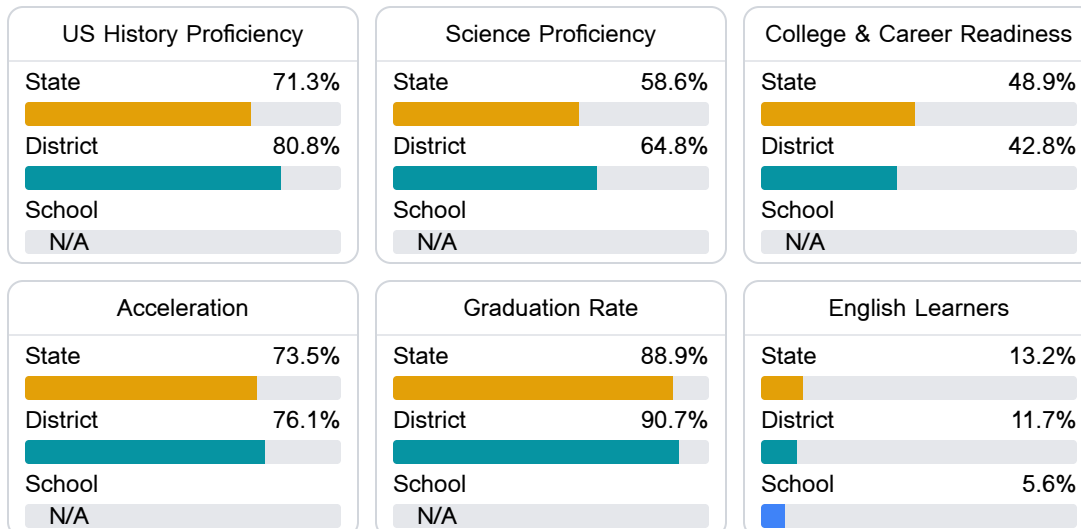 US History Proficiency
State 71.3%
District 80.8%
School
N/A
Science Proficiency
State 58.6%
District 64.8%
School
N/A
College & Career Readiness
State 48.9%
District 42.8%
School
N/A
Acceleration
State 73.5%
District 76.1%
School
N/A
Graduation Rate
State 88.9%
District 90.7%
School
N/A
English Learners
State 13.2%
District 11.7%
School 5.6%